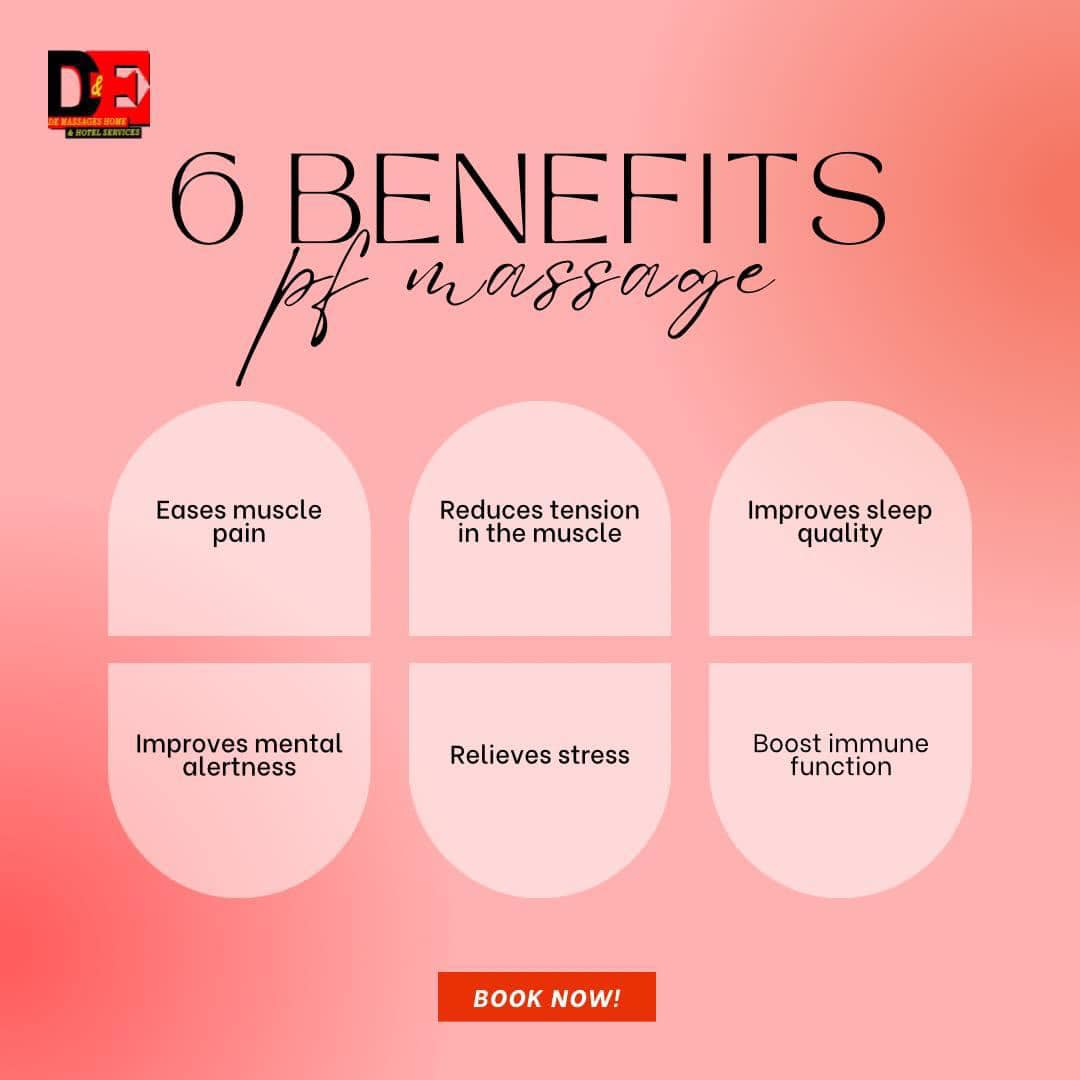 D&E
DE MASSAGES HOME
& HOTEL SERVICES
6 BENEFITS
pf massage
Eases muscle
pain
Reduces tension
in the muscle
Improves sleep
quality
Improves mental
alertness
Relieves stress
Boost immune
function
BOOK NOW!